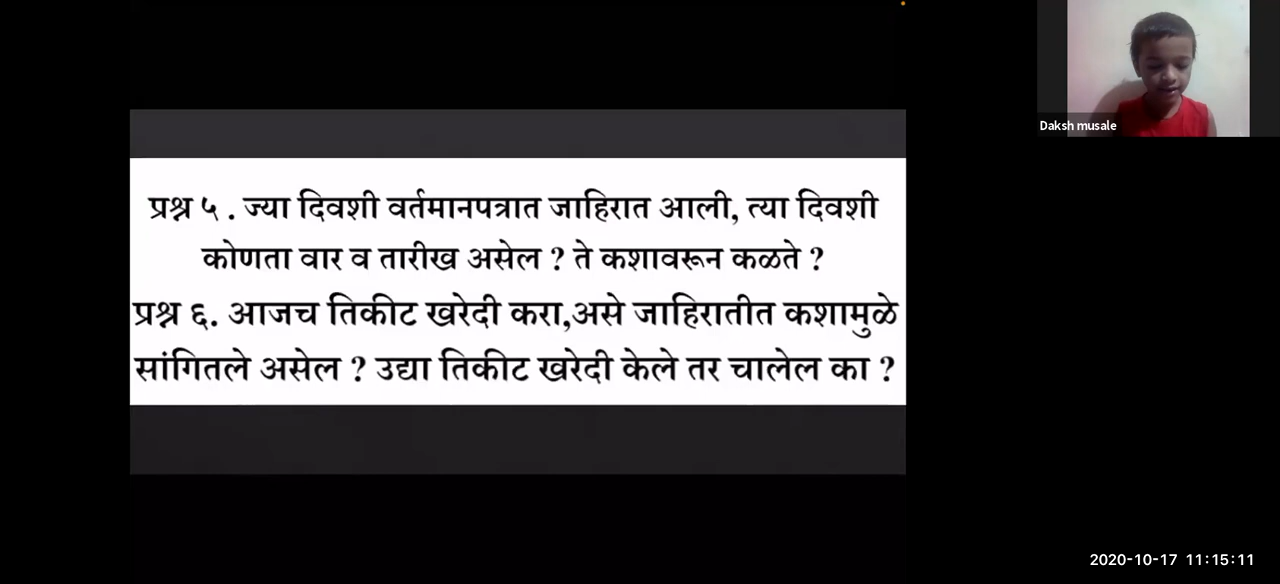 Daksh musale
प्रश्न ५ . ज्या दिवशी वर्तमानपत्रात जाहिरात आली, त्या दिवशी
कोणता वार व तारीख असेल ? ते कशावरून कळते ?
प्रश्न ६. आजच तिकीट खरेदी करा,असे जाहिरातीत कशामुळे
सांगितले असेल ? उद्या तिकीट खरेदी केले तर चालेल का ?
2020-10-17 11:15:11